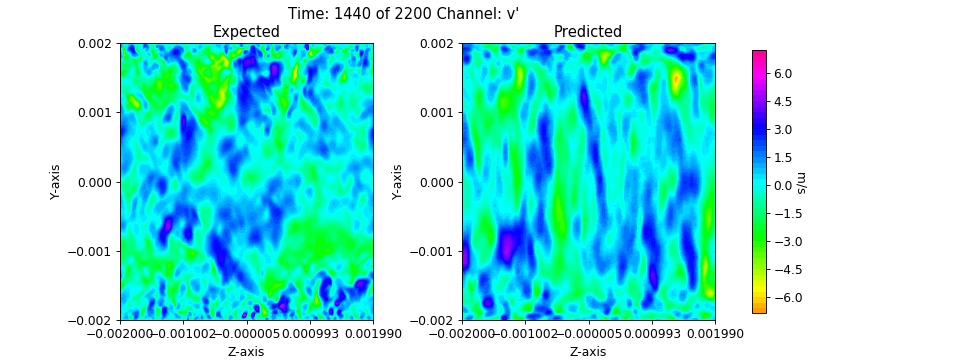 Time: 1440 of 2200 Channel: v'
Expected
Predicted
0.002
0.001
0.000
−0.001
−0.002
Y-axis
−0.002000 −0.001002 −0.000005 0.000993 0.001990
Z-axis
0.002
0.001
0.000
−0.001
−0.002
Y-axis
−0.002000 −0.001002 −0.000005 0.000993 0.001990
Z-axis
6.0
4.5
3.0
1.5
0.0
−1.5
−3.0
−4.5
−6.0
m/s